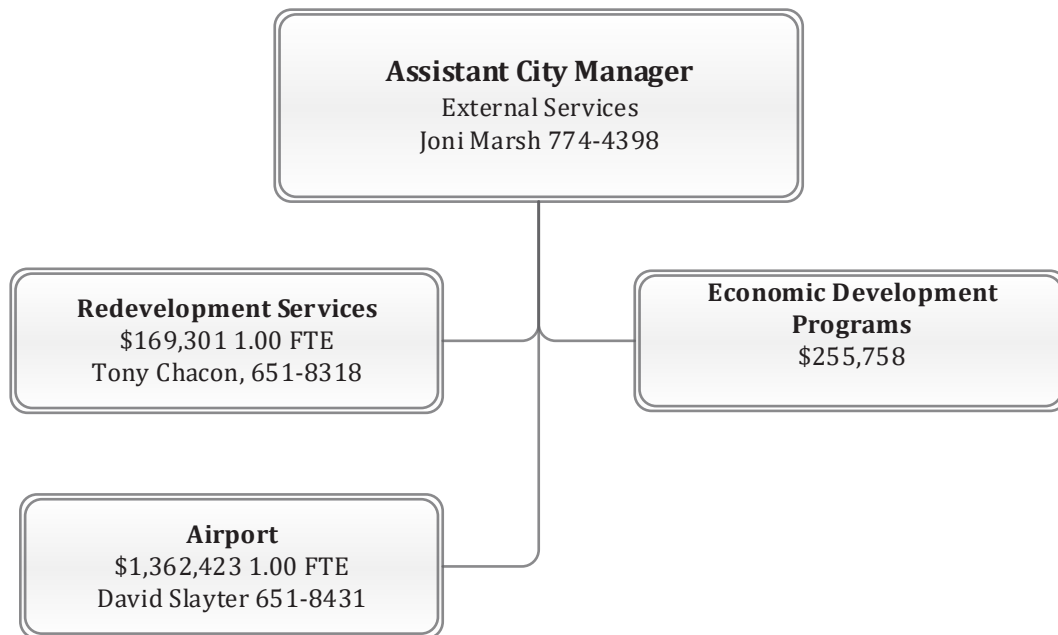 Assistant City Manager
External Services
Joni Marsh 774-4398
Redevelopment Services
$169,301 1.00 FTE
Tony Chacon, 651-8318
Economic Development
Programs
$255,758
Airport
$1,362,423 1.00 FTE
David Slayter 651-8431